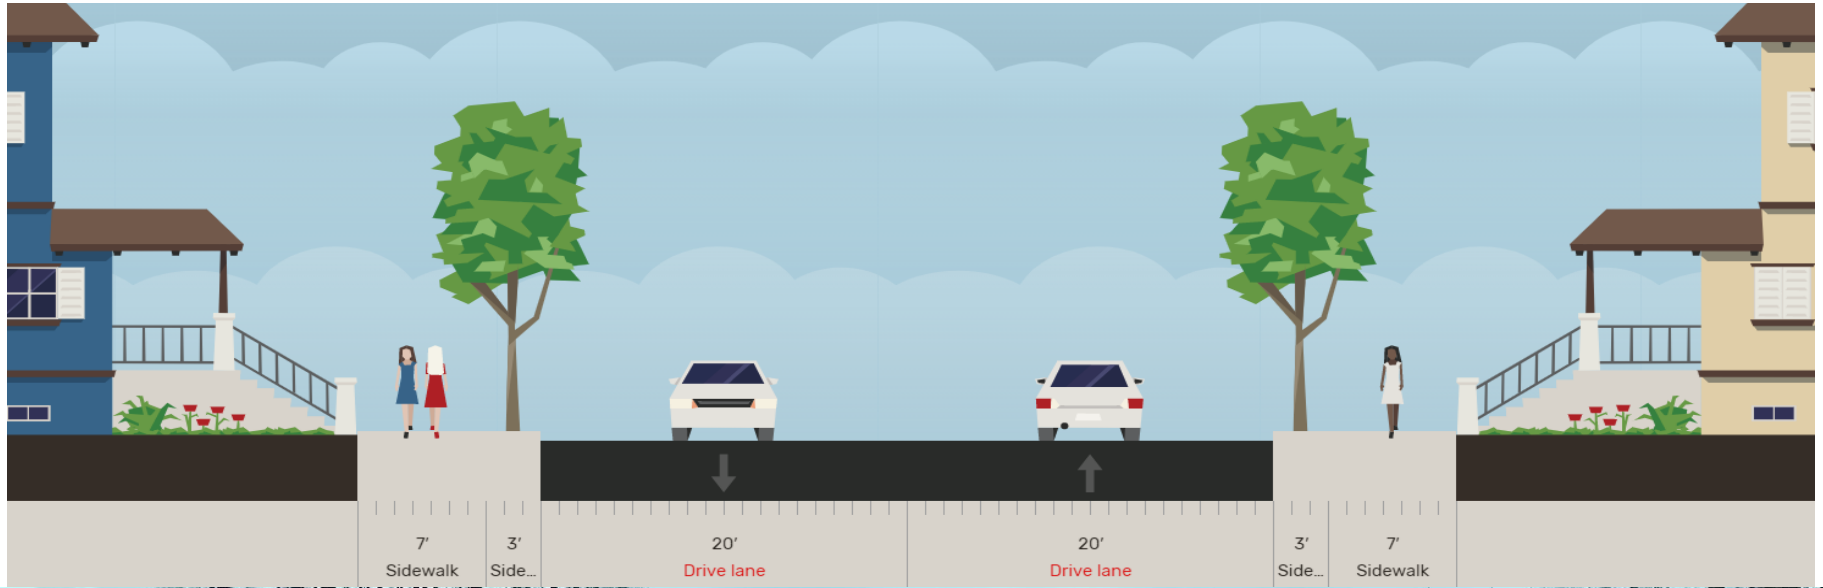 7′
Sidewalk
3′
Side...
20′
Drive lane
20′
Drive lane
3′
Side...
7′
Sidewalk